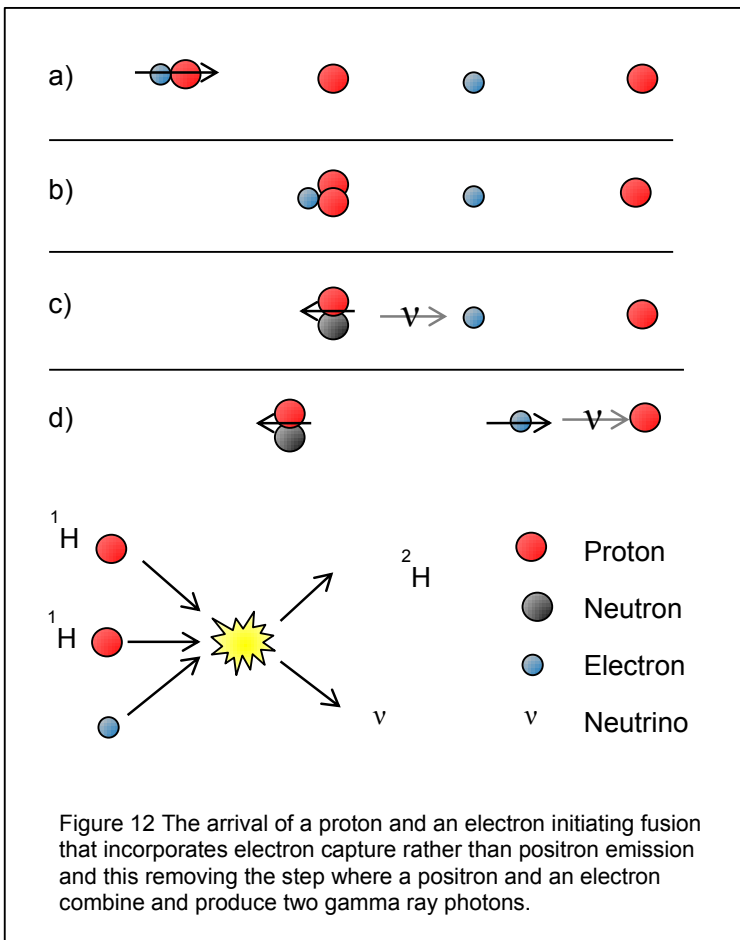 a)
b)
c)
ν
d)
ν
1
H
1
H
2
H
ν
Proton
Neutron
Electron
ν Neutrino
Figure 12 The arrival of a proton and an electron initiating fusion
that incorporates electron capture rather than positron emission
and this removing the step where a positron and an electron
combine and produce two gamma ray photons.